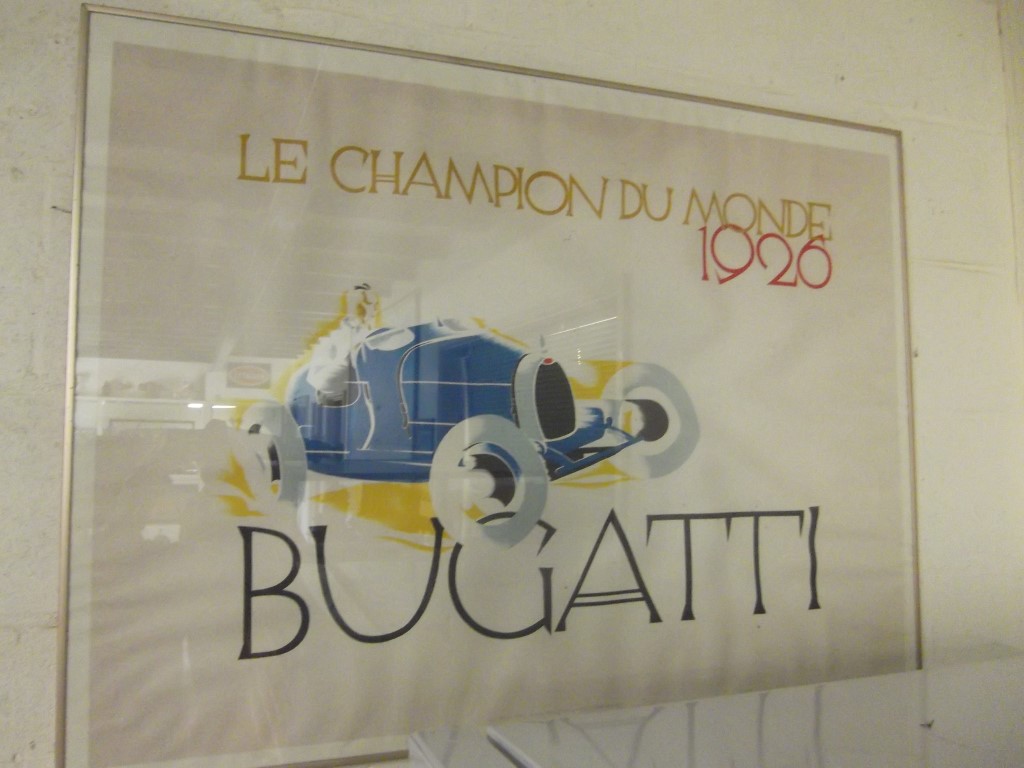 LE CHAMPION DU MONDE
1926
BUGATTI